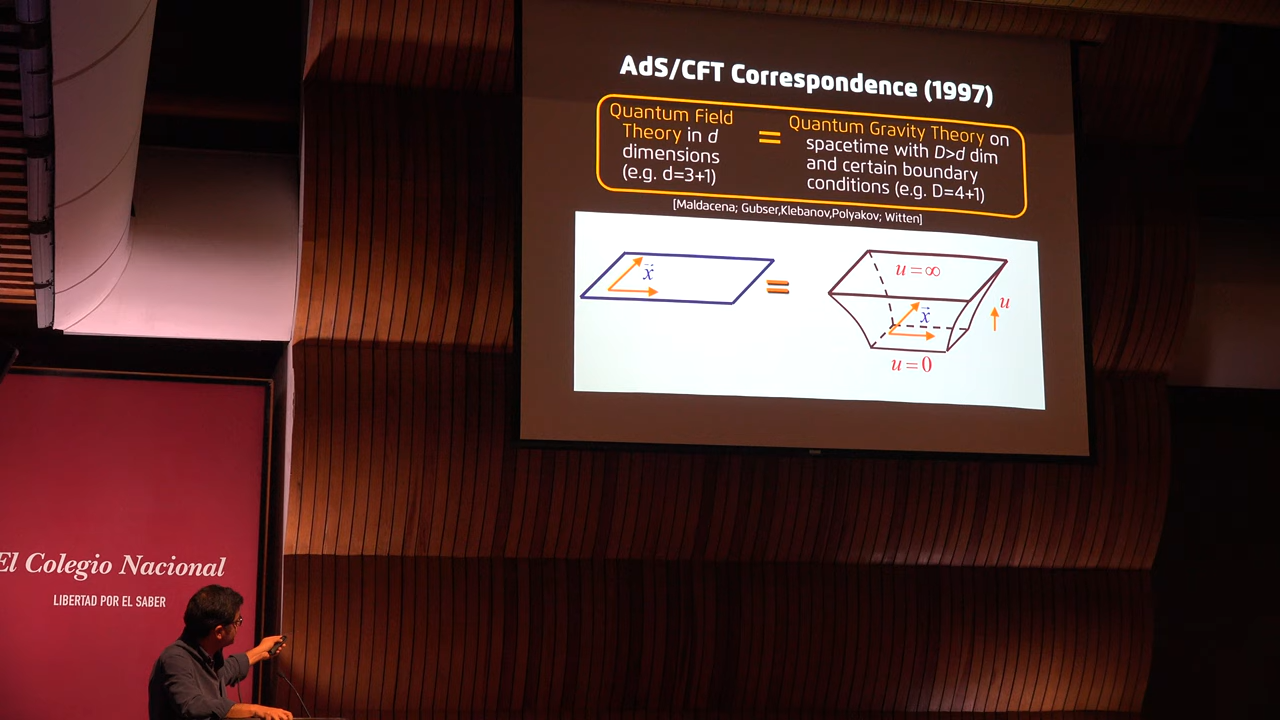 AdS/CFT Correspondence (1997)
Quantum Field
Theory in d
dimensions
(e.g. d=3+1)
=
Quantum Gravity Theory on
spacetime with D>d dim
and certain boundary
conditions (e.g. D=4+1)
[Maldacena; Gubser,Klebanov,Polyakov; Witten]
x⃗
=
u = ∞
x⃗
u
u = 0
El Colegio Nacional
LIBERTAD POR EL SABER